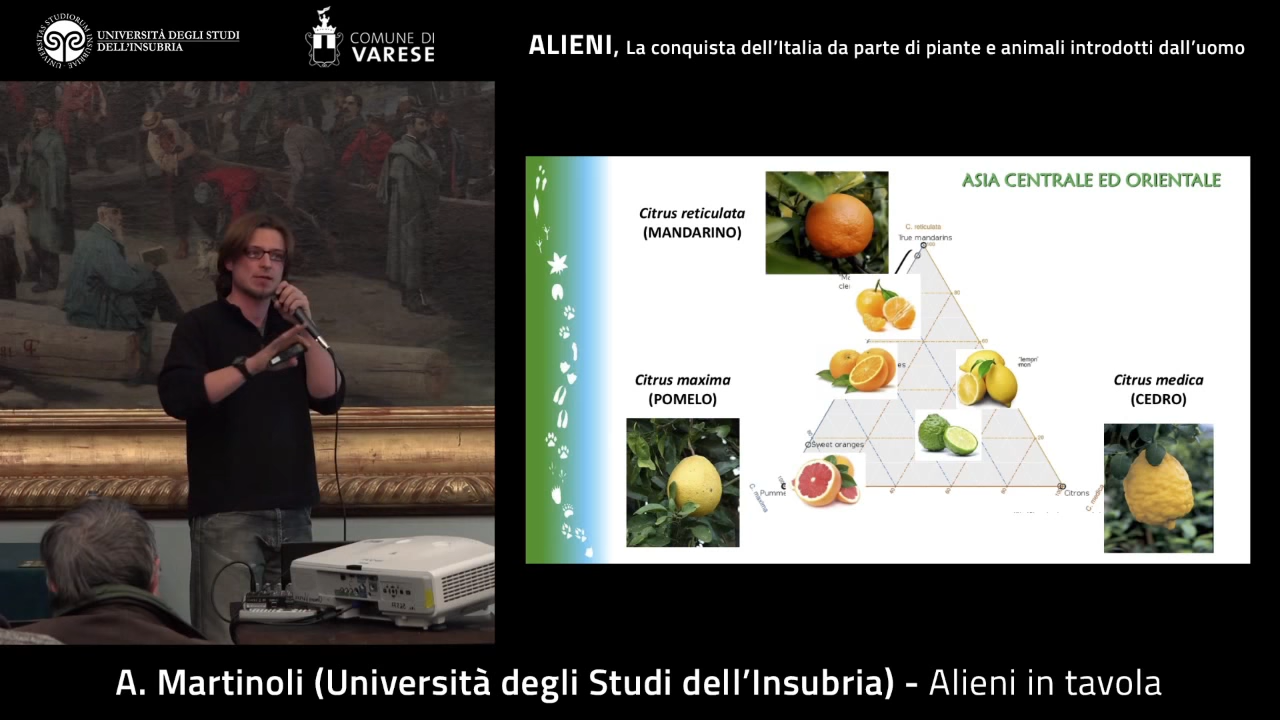 UNIVERSITÀ DEGLI STUDI
DELL'INSUBRIA
COMUNE DI
VARESE
ALIENI, La conquista dell'Italia da parte di piante e animali introdotti dall'uomo
ASIA CENTRALE ED ORIENTALE
Citrus reticulata
(MANDARINO)
C. reticulata
True mandarins
Citrus maxima
(POMELO)
Citrus medica
(CEDRO)
Sweet oranges
Citrons
A. Martinoli (Università degli Studi dell'Insubria) - Alieni in tavola